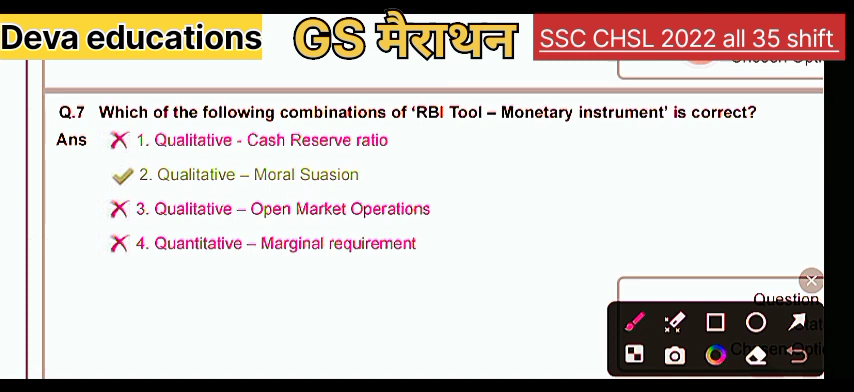 Deva educations GS मैराथन SSC CHSL 2022 all 35 shift
Q.7 Which of the following combinations of ‘RBI Tool – Monetary instrument’ is correct?
Ans 1. Qualitative - Cash Reserve ratio
2. Qualitative – Moral Suasion
3. Qualitative – Open Market Operations
4. Quantitative – Marginal requirement
Question